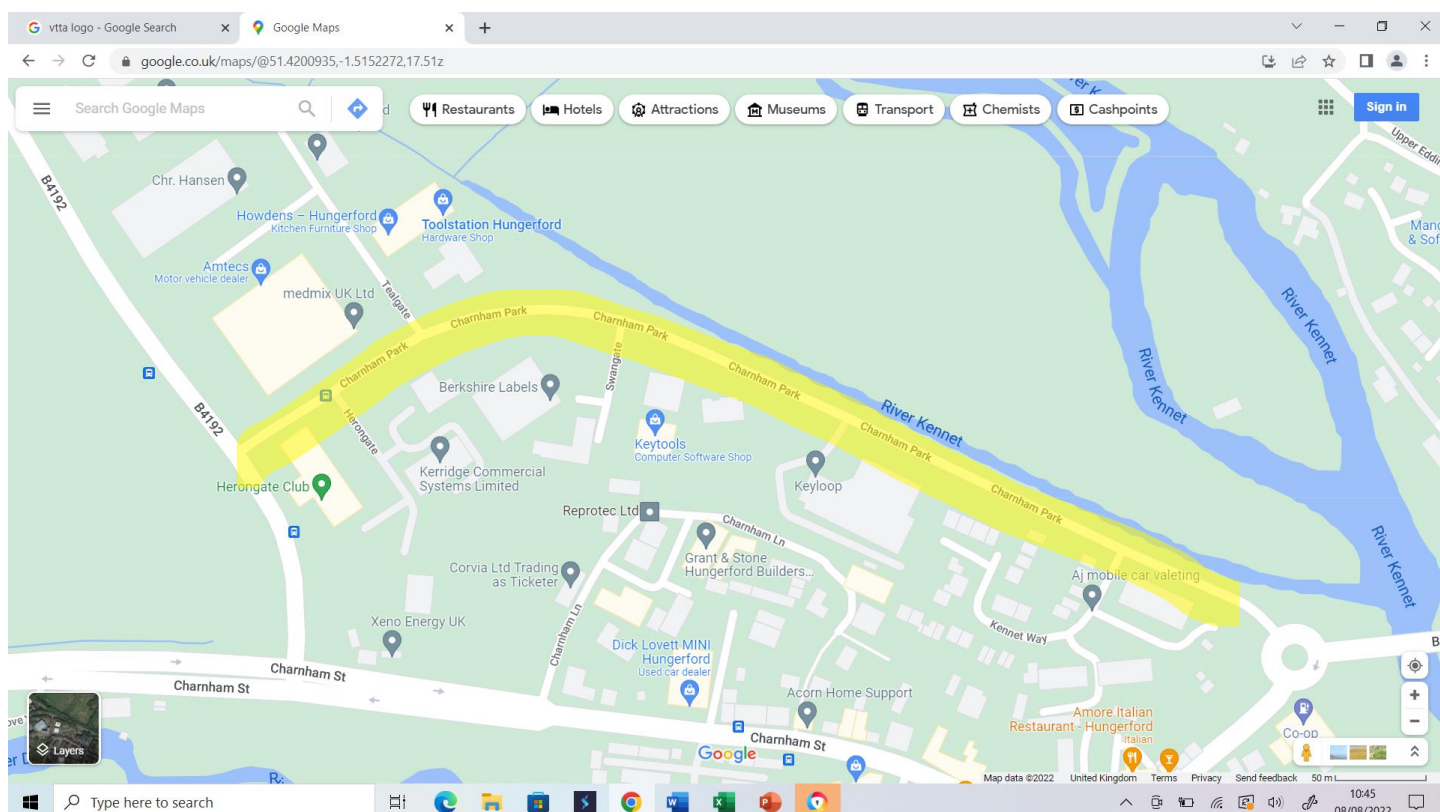 vtta logo - Google Search
Google Maps
google.co.uk/maps/@51.4200935,-1.5152272,17.51z
Search Google Maps
Restaurants
Hotels
Attractions
Museums
Transport
Chemists
Cashpoints
Sign in
B4192
Chr. Hansen
Howdens – Hungerford
Kitchen Furniture Shop
Toolstation Hungerford
Hardware Shop
Amtecs
Motor vehicle dealer
medmix UK Ltd
Tealgate
Charnham Park
Charnham Park
Charnham Park
Swangate
Berkshire Labels
Charnham Park
River Kennet
River Kennet
River Kennet
B4192
Herongate
Keytools
Computer Software Shop
Charnham Park
Kerridge Commercial
Systems Limited
Herongate Club
Keyloop
Charnham Park
Reprotec Ltd
Charnham Ln
Grant & Stone
Hungerford Builders...
River Kennet
Corvia Ltd Trading
as Ticketer
Aj mobile car valeting
Xeno Energy UK
Charnham Ln
Kennet Way
Dick Lovett MINI
Hungerford
Used car dealer
Charnham St
Charnham St
Acorn Home Support
Amore Italian
Restaurant - Hungerford
Italian
Co-op
Layers
Charnham St
Google
Map data ©2022
United Kingdom
Terms
Privacy
Send feedback
50 m
Type here to search
10:45
08/08/2022